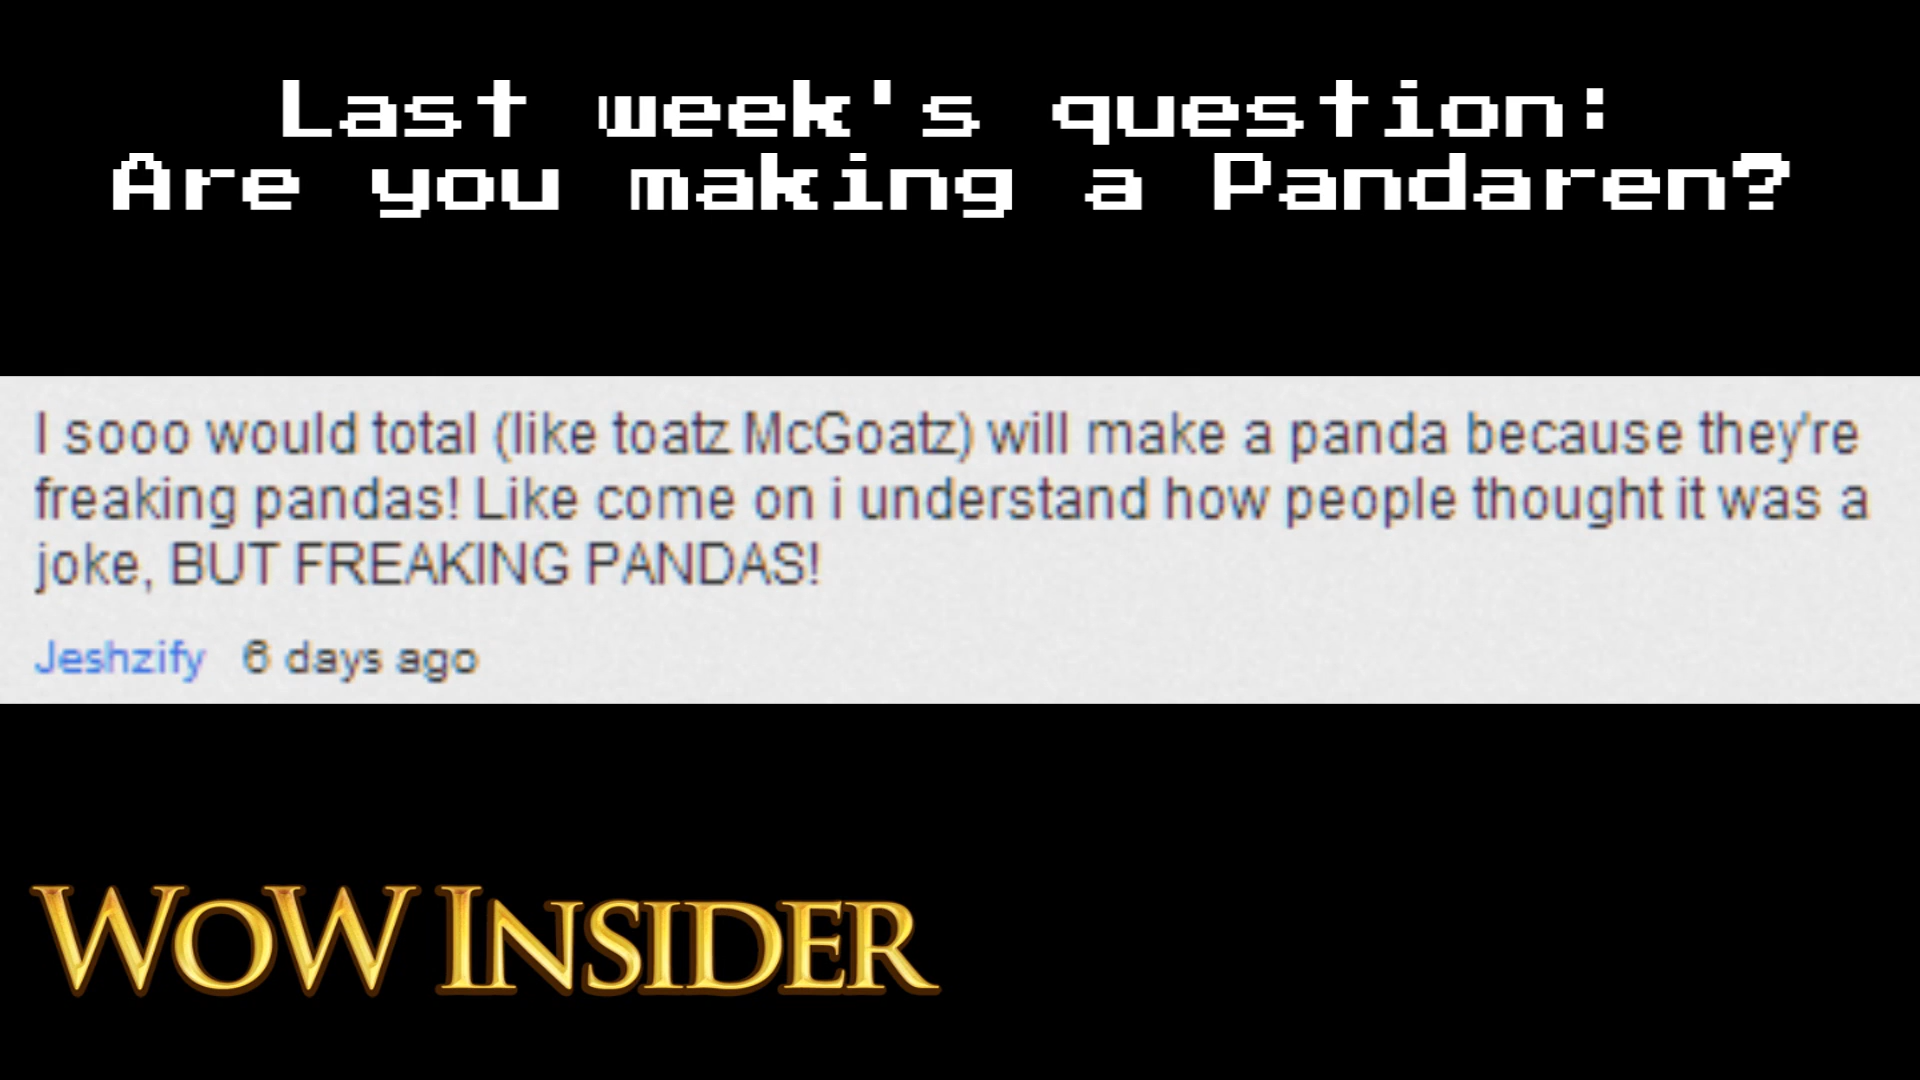 Last week's question:
Are you making a Pandaren?
I sooo would total (like toatz McGoatz) will make a panda because they're
freaking pandas! Like come on i understand how people thought it was a
joke, BUT FREAKING PANDAS!
Jeshzify 6 days ago
WOW INSIDER